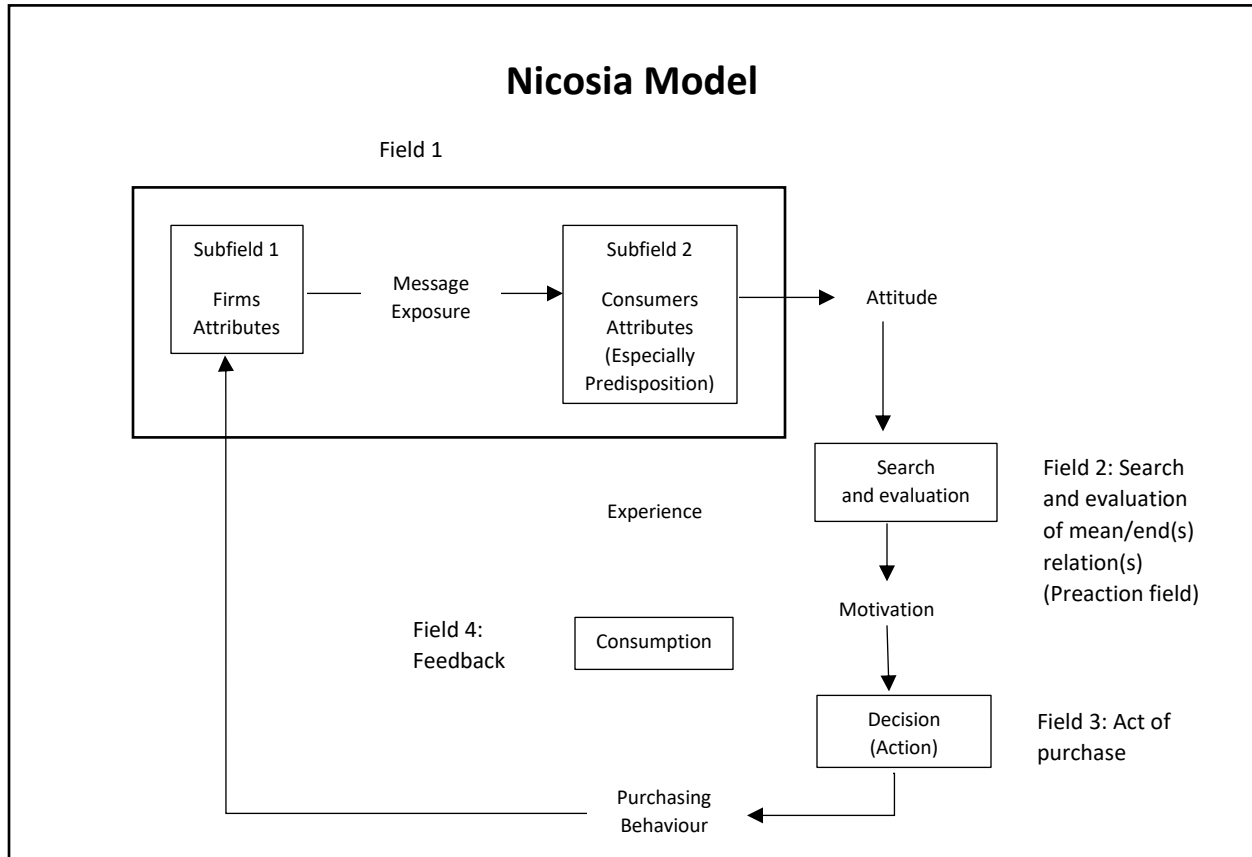 Nicosia Model
Field 1
Subfield 1
Firms
Attributes
Message
Exposure
Subfield 2
Consumers
Attributes
(Especially
Predisposition)
Attitude
Search
and evaluation
Field 2: Search
and evaluation
of mean/end(s)
relation(s)
(Preaction field)
Experience
Motivation
Field 4:
Feedback
Consumption
Decision
(Action)
Field 3: Act of
purchase
Purchasing
Behaviour